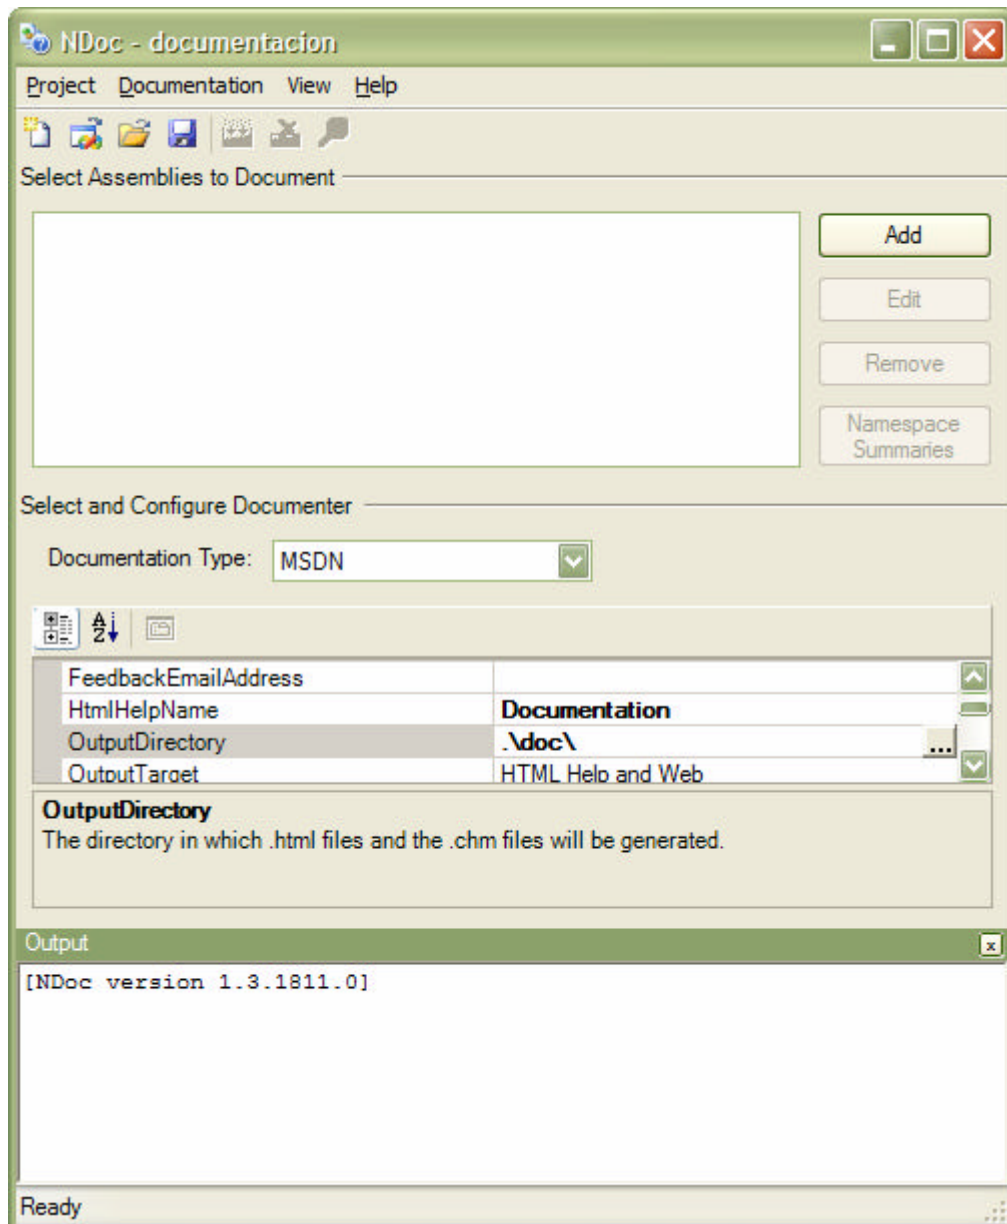 NDoc - documentacion
Project Documentation View Help
Select Assemblies to Document
Add
Edit
Remove
Namespace
Summaries
Select and Configure Documenter
Documentation Type: MSDN
FeedbackEmailAddress
HtmlHelpName Documentation
OutputDirectory .\doc\ ...
OutputTarget HTML Help and Web
OutputDirectory
The directory in which .html files and the .chm files will be generated.
Output
[NDoc version 1.3.1811.0]
Ready